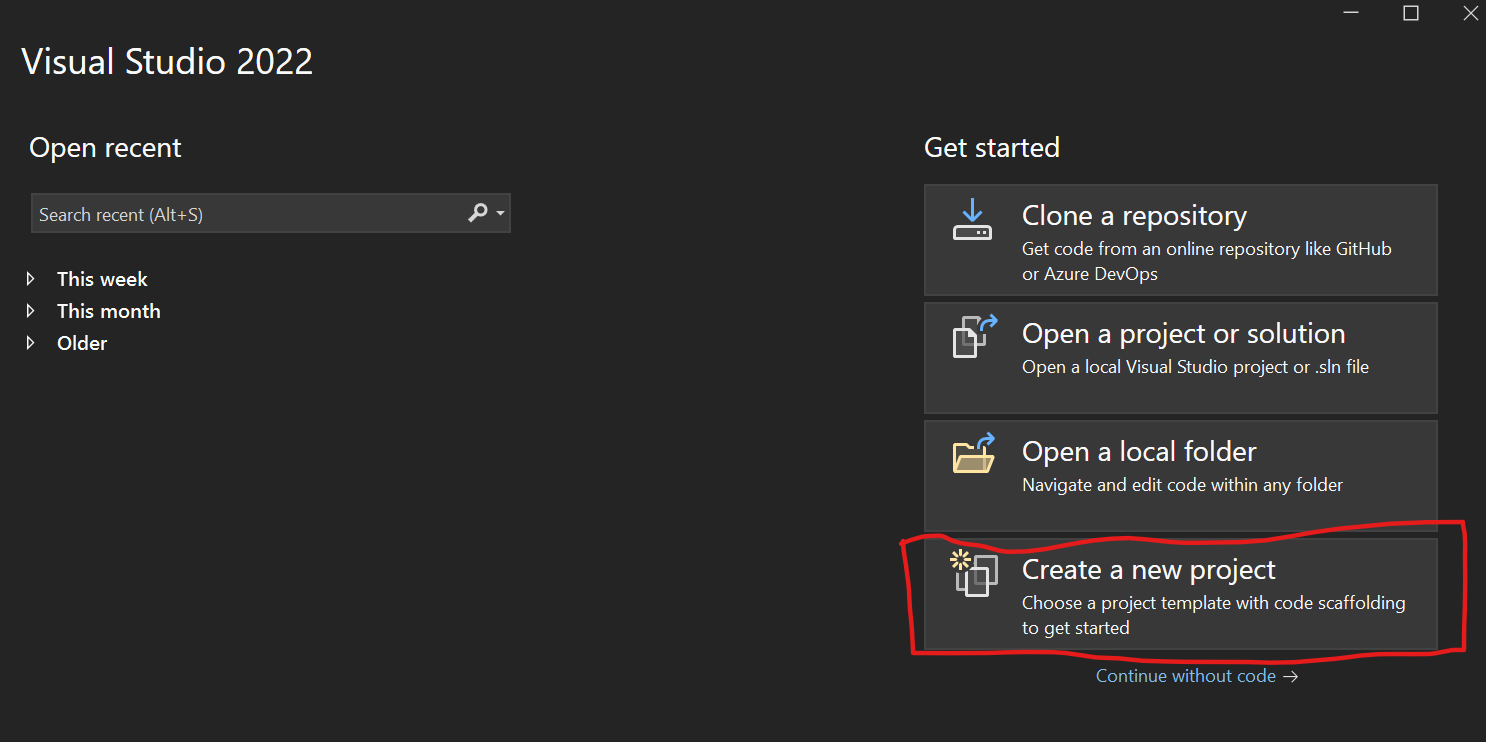 Visual Studio 2022
Open recent
Search recent (Alt+S)
This week
This month
Older
Get started
Clone a repository
Get code from an online repository like GitHub
or Azure DevOps
Open a project or solution
Open a local Visual Studio project or .sln file
Open a local folder
Navigate and edit code within any folder
Create a new project
Choose a project template with code scaffolding
to get started
Continue without code →